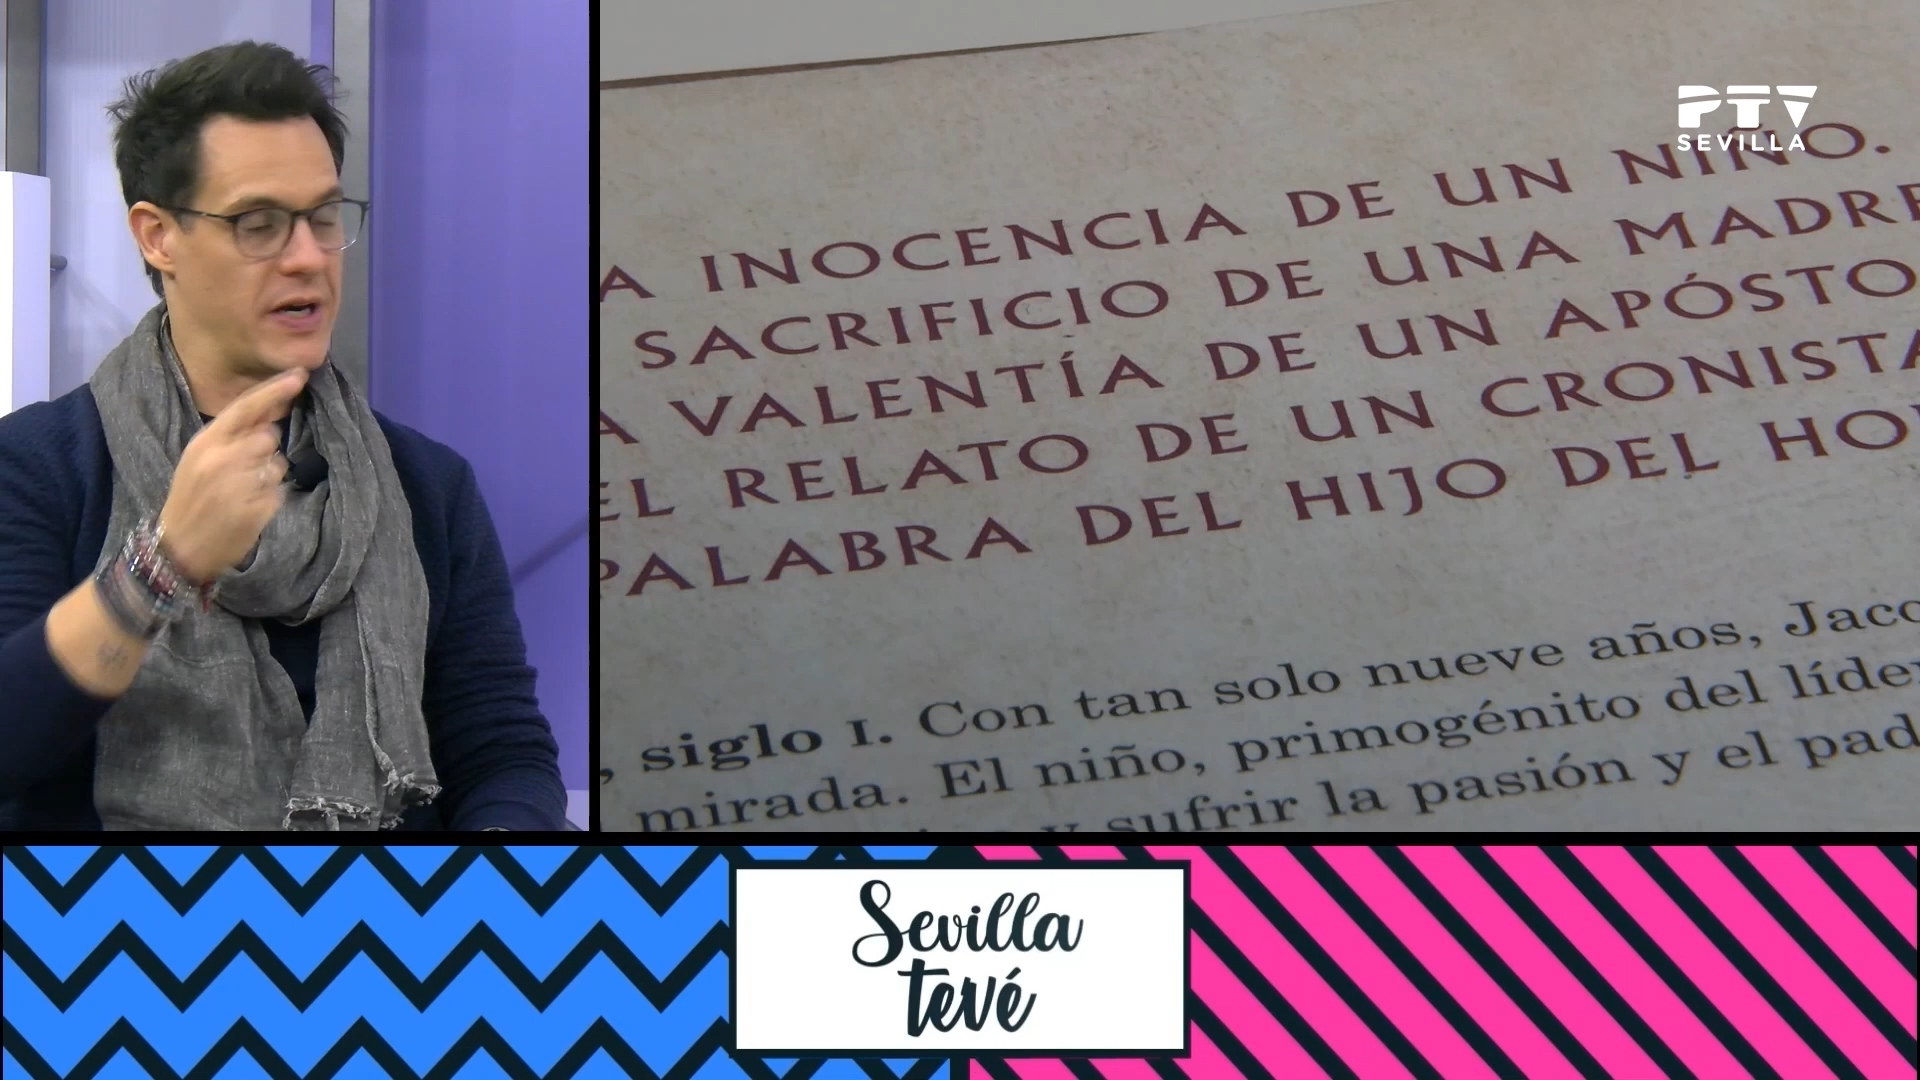 PTV
SEVILLA
A INOCENCIA DE UN NIÑO.
SACRIFICIO DE UNA MADRE
A VALENTÍA DE UN APÓSTO
EL RELATO DE UN CRONISTA
PALABRA DEL HIJO DEL HO
, siglo I. Con tan solo nueve años, Jaco
mirada. El niño, primogénito del líder
y sufrir la pasión y el pad
Sevilla
tevé